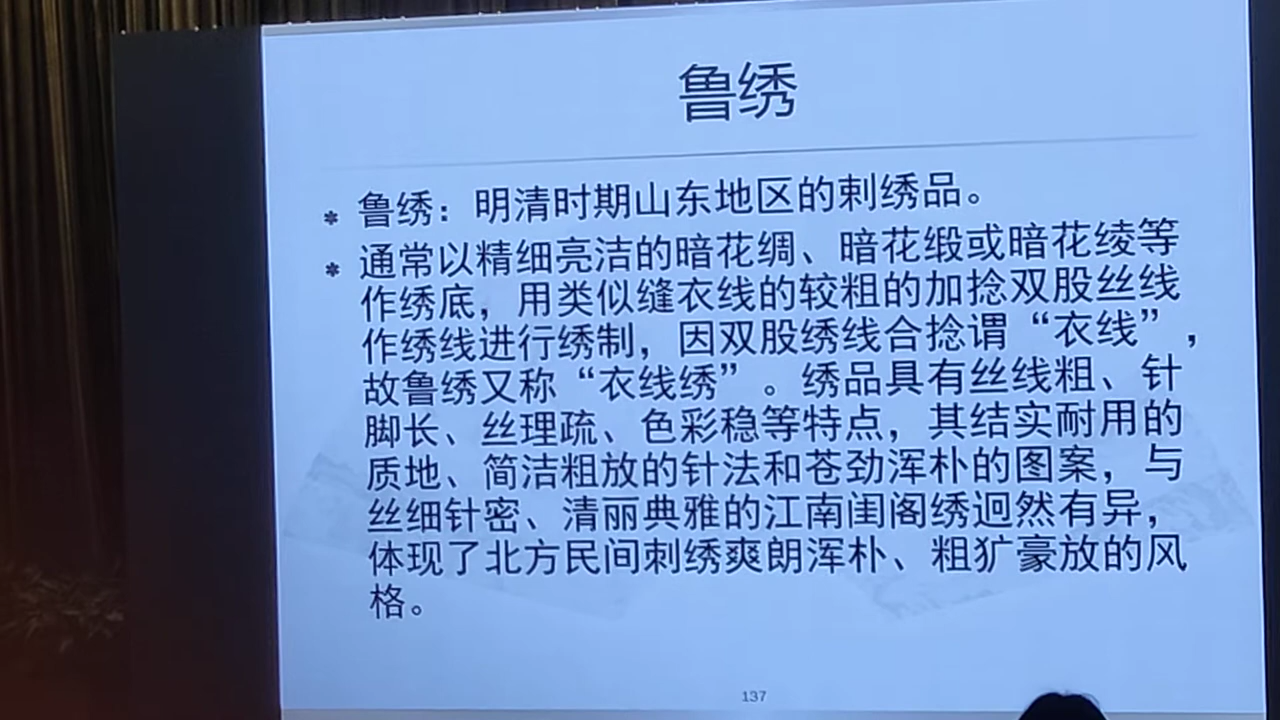 鲁绣
* 鲁绣：明清时期山东地区的刺绣品。
* 通常以精细亮洁的暗花绸、暗花缎或暗花绫等
作绣底，用类似缝衣线的较粗的加捻双股丝线
作绣线进行绣制，因双股绣线合捻谓“衣线”，
故鲁绣又称“衣线绣”。绣品具有丝线粗、针
脚长、丝理疏、色彩稳等特点，其结实耐用的
质地、简洁粗放的针法和苍劲浑朴的图案，与
丝细针密、清丽典雅的江南闺阁绣迥然有异，
体现了北方民间刺绣爽朗浑朴、粗犷豪放的风
格。
137